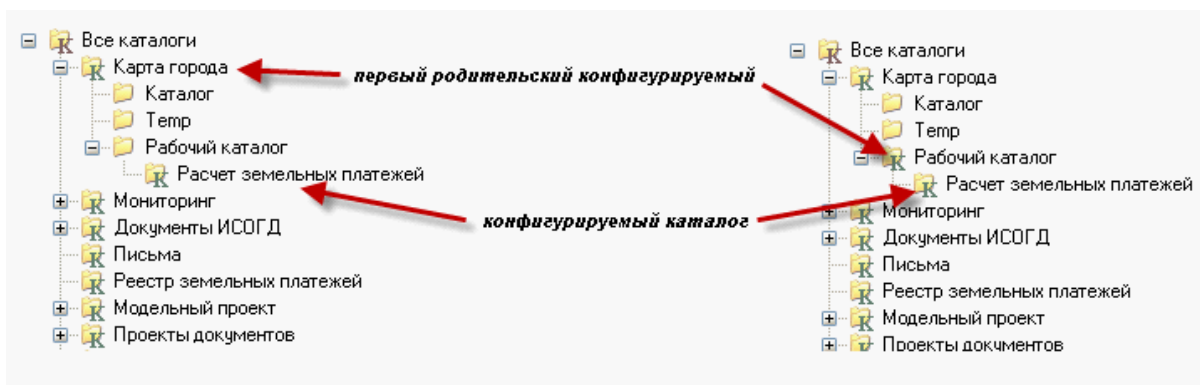 Все каталоги
Карта города
Каталог
Temp
Рабочий каталог
Расчет земельных платежей
Мониторинг
Документы ИСОГД
Письма
Реестр земельных платежей
Модельный проект
Проекты документов
первый родительский конфигурируемый
конфигурируемый каталог
Все каталоги
Карта города
Каталог
Temp
Рабочий каталог
Расчет земельных платежей
Мониторинг
Документы ИСОГД
Письма
Реестр земельных платежей
Модельный проект
Проекты документов